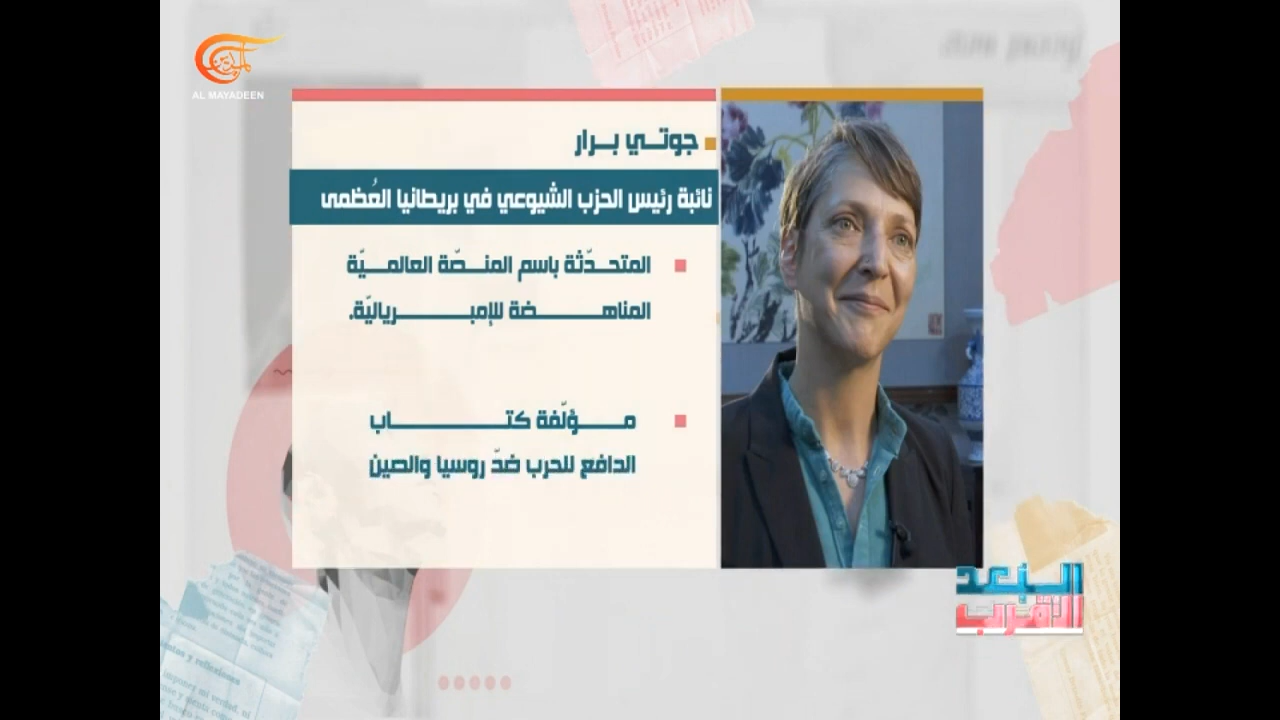 الميادين
AL MAYADEEN
جوتي برار
نائبة رئيس الحزب الشيوعي في بريطانيا العُظمى
المتحدّثة باسم المنصّة العالميّة
المناهضة للإمبرياليّة.
مؤلّفة كتاب
الدافع للحرب ضدّ روسيا والصين
البعد
الأقرب